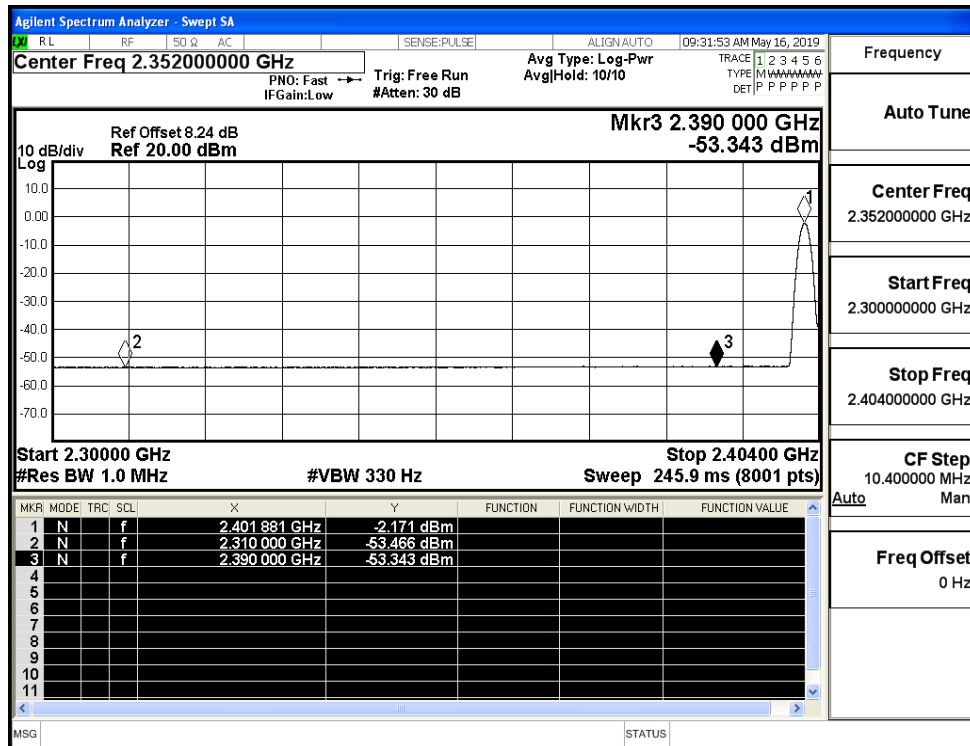 Agilent Spectrum Analyzer - Swept SA
LXI RL RF 50 Ω AC SENSE:PULSE ALIGN AUTO 09:31:53 AM May 16, 2019
Center Freq 2.352000000 GHz
PNO: Fast
IFGain:Low
Trig: Free Run
#Atten: 30 dB
Avg Type: Log-Pwr
Avg|Hold: 10/10
TRACE 1 2 3 4 5 6
TYPE M WWWWW
DET P P P P P P
Ref Offset 8.24 dB
10 dB/div Ref 20.00 dBm
Log
Mkr3 2.390 000 GHz
-53.343 dBm
10.0
0.00
-10.0
-20.0
-30.0
-40.0
-50.0
-60.0
-70.0
1
2
3
Start 2.30000 GHz Stop 2.40400 GHz
#Res BW 1.0 MHz #VBW 330 Hz Sweep 245.9 ms (8001 pts)
MKR MODE TRC SCL X Y FUNCTION FUNCTION WIDTH FUNCTION VALUE
1 N f 2.401 881 GHz -2.171 dBm
2 N f 2.310 000 GHz -53.466 dBm
3 N f 2.390 000 GHz -53.343 dBm
4
5
6
7
8
9
10
11
MSG STATUS
Frequency
Auto Tune
Center Freq
2.352000000 GHz
Start Freq
2.300000000 GHz
Stop Freq
2.404000000 GHz
CF Step
10.400000 MHz
Auto Man
Freq Offset
0 Hz